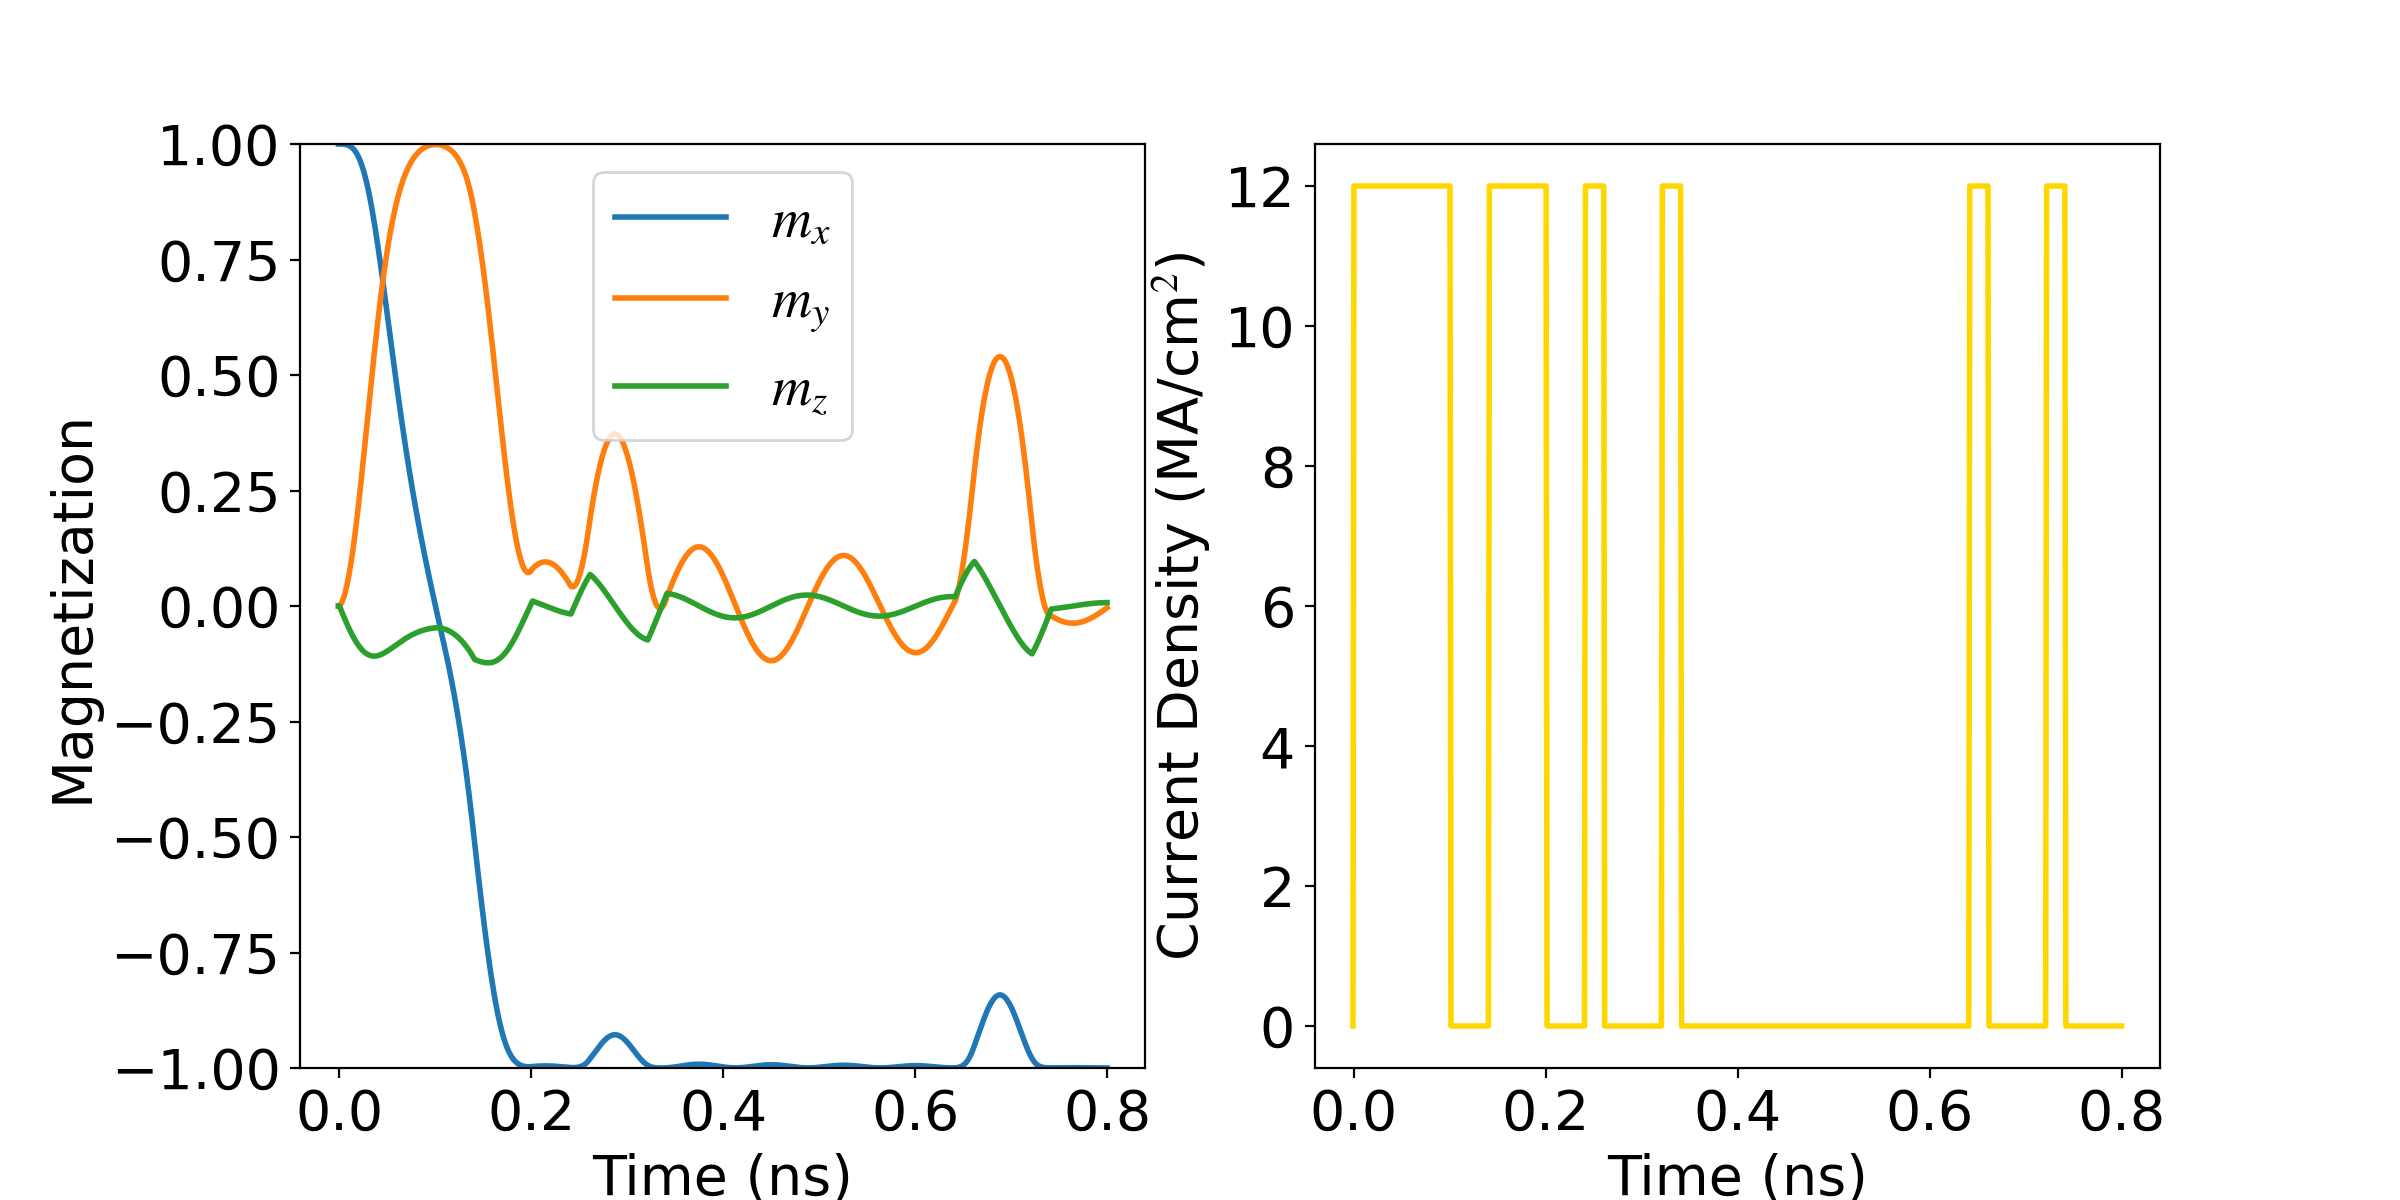 Magnetization
1.00
0.75
0.50
0.25
0.00
−0.25
−0.50
−0.75
−1.00
0.0 0.2 0.4 0.6 0.8
Time (ns)
m_x
m_y
m_z
Current Density (MA/cm²)
12
10
8
6
4
2
0
0.0 0.2 0.4 0.6 0.8
Time (ns)